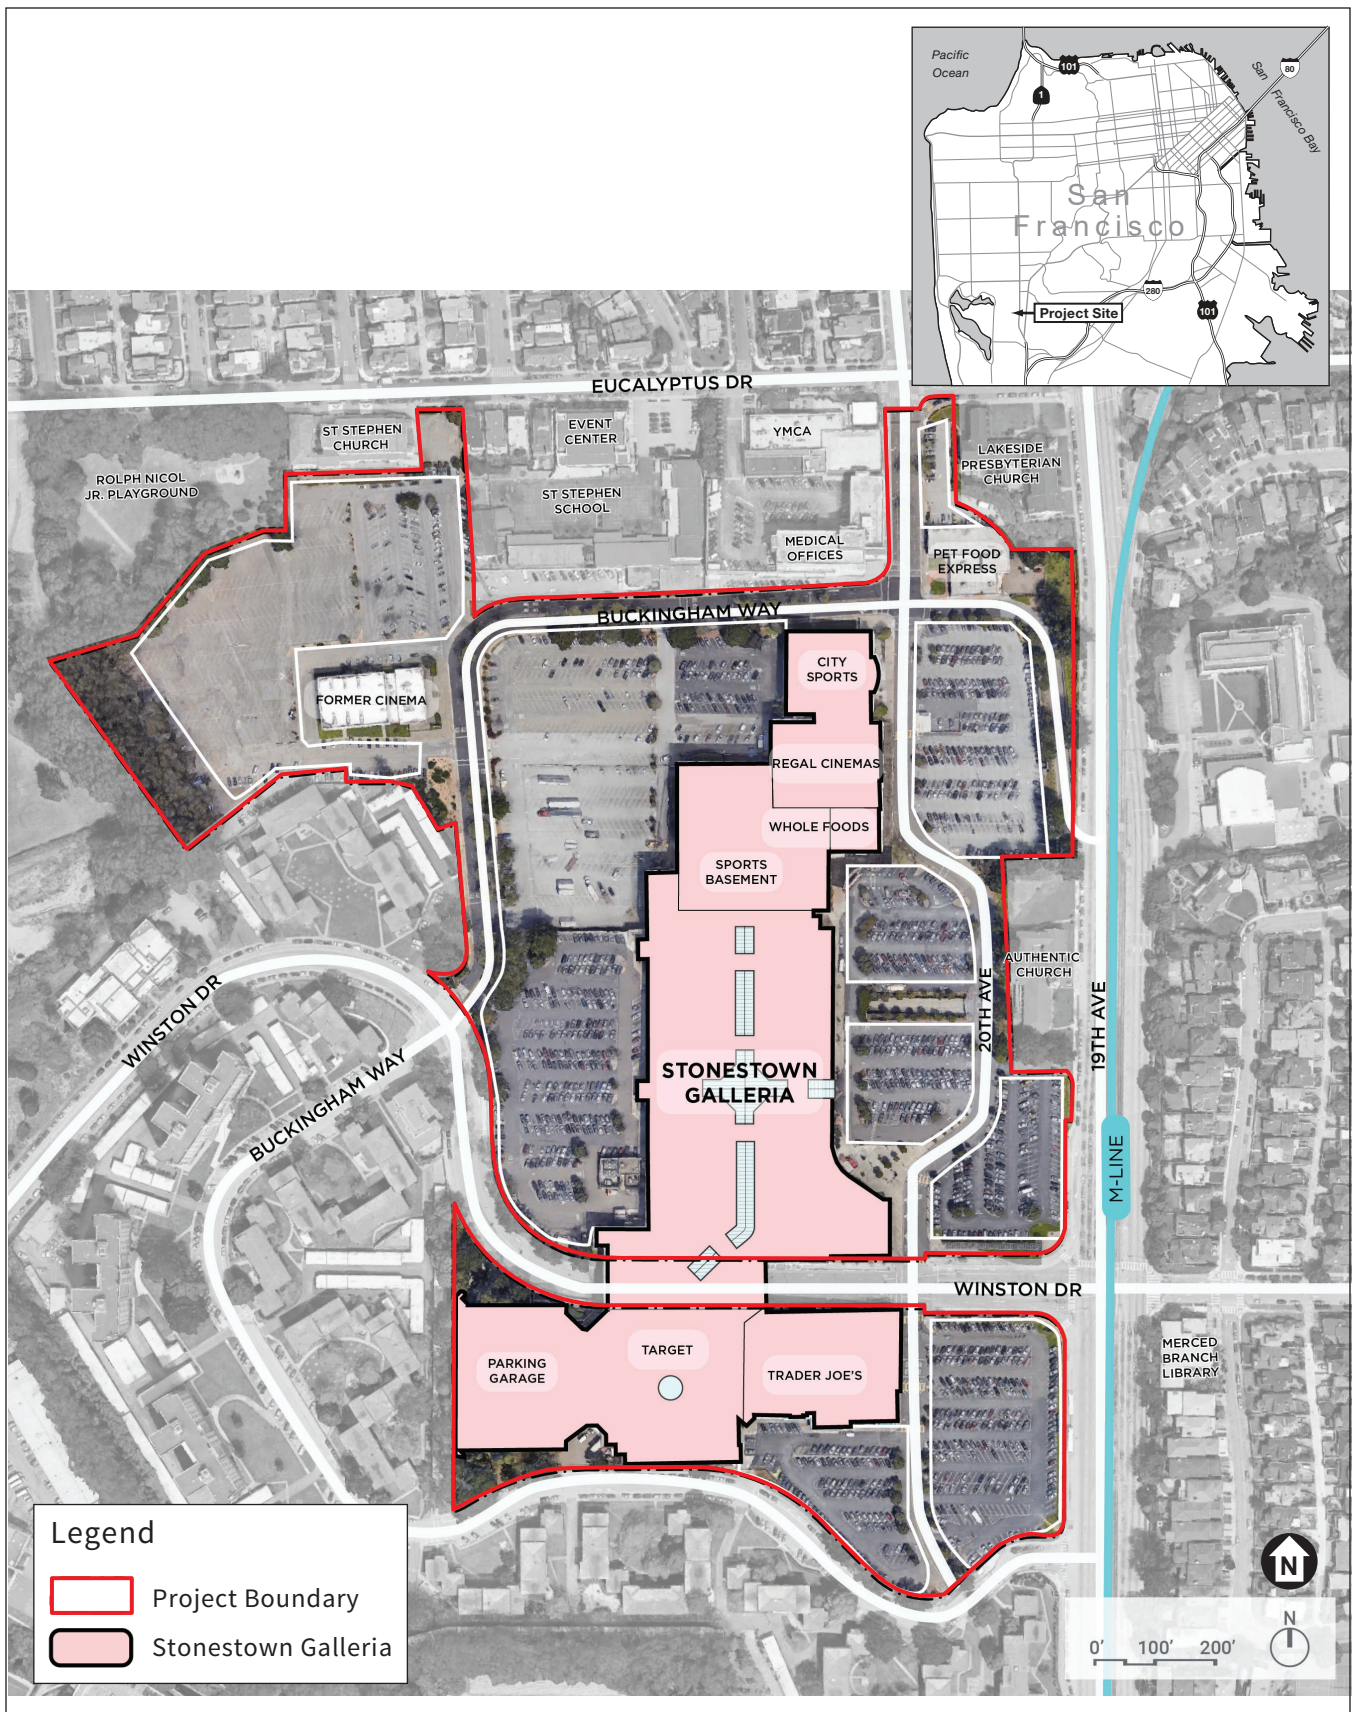 Pacific
Ocean
101
1
80
San
Francisco Bay
San
Francisco
280
Project Site
101
EUCALYPTUS DR
ST STEPHEN
CHURCH
EVENT
CENTER
YMCA
LAKESIDE
PRESBYTERIAN
CHURCH
ROLPH NICOL
JR. PLAYGROUND
ST STEPHEN
SCHOOL
MEDICAL
OFFICES
PET FOOD
EXPRESS
BUCKINGHAM WAY
CITY
SPORTS
FORMER CINEMA
REGAL CINEMAS
WHOLE FOODS
SPORTS
BASEMENT
AUTHENTIC
CHURCH
WINSTON DR
20TH AVE
19TH AVE
BUCKINGHAM WAY
STONESTOWN
GALLERIA
M-LINE
WINSTON DR
PARKING
GARAGE
TARGET
TRADER JOE'S
MERCED
BRANCH
LIBRARY
Legend
Project Boundary
Stonestown Galleria
N
N
0' 100' 200'